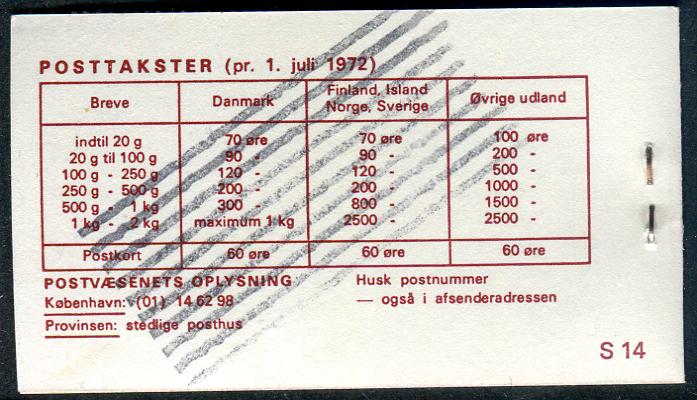 POSTTAKSTER (pr. 1. juli 1972)
Breve Danmark Finland, Island Norge, Sverige Øvrige udland
indtil 20 g 70 øre 70 øre 100 øre
20 g til 100 g 90 - 90 - 200 -
100 g - 250 g 120 - 120 - 500 -
250 g - 500 g 200 - 200 - 1000 -
500 g - 1 kg 300 - 800 - 1500 -
1 kg - 2 kg maximum 1 kg 2500 - 2500 -
Postkort 60 øre 60 øre 60 øre
POSTVÆSENETS OPLYSNING
København: (01) 14 62 98
Provinsen: stedlige posthus
Husk postnummer
— også i afsenderadressen
S 14